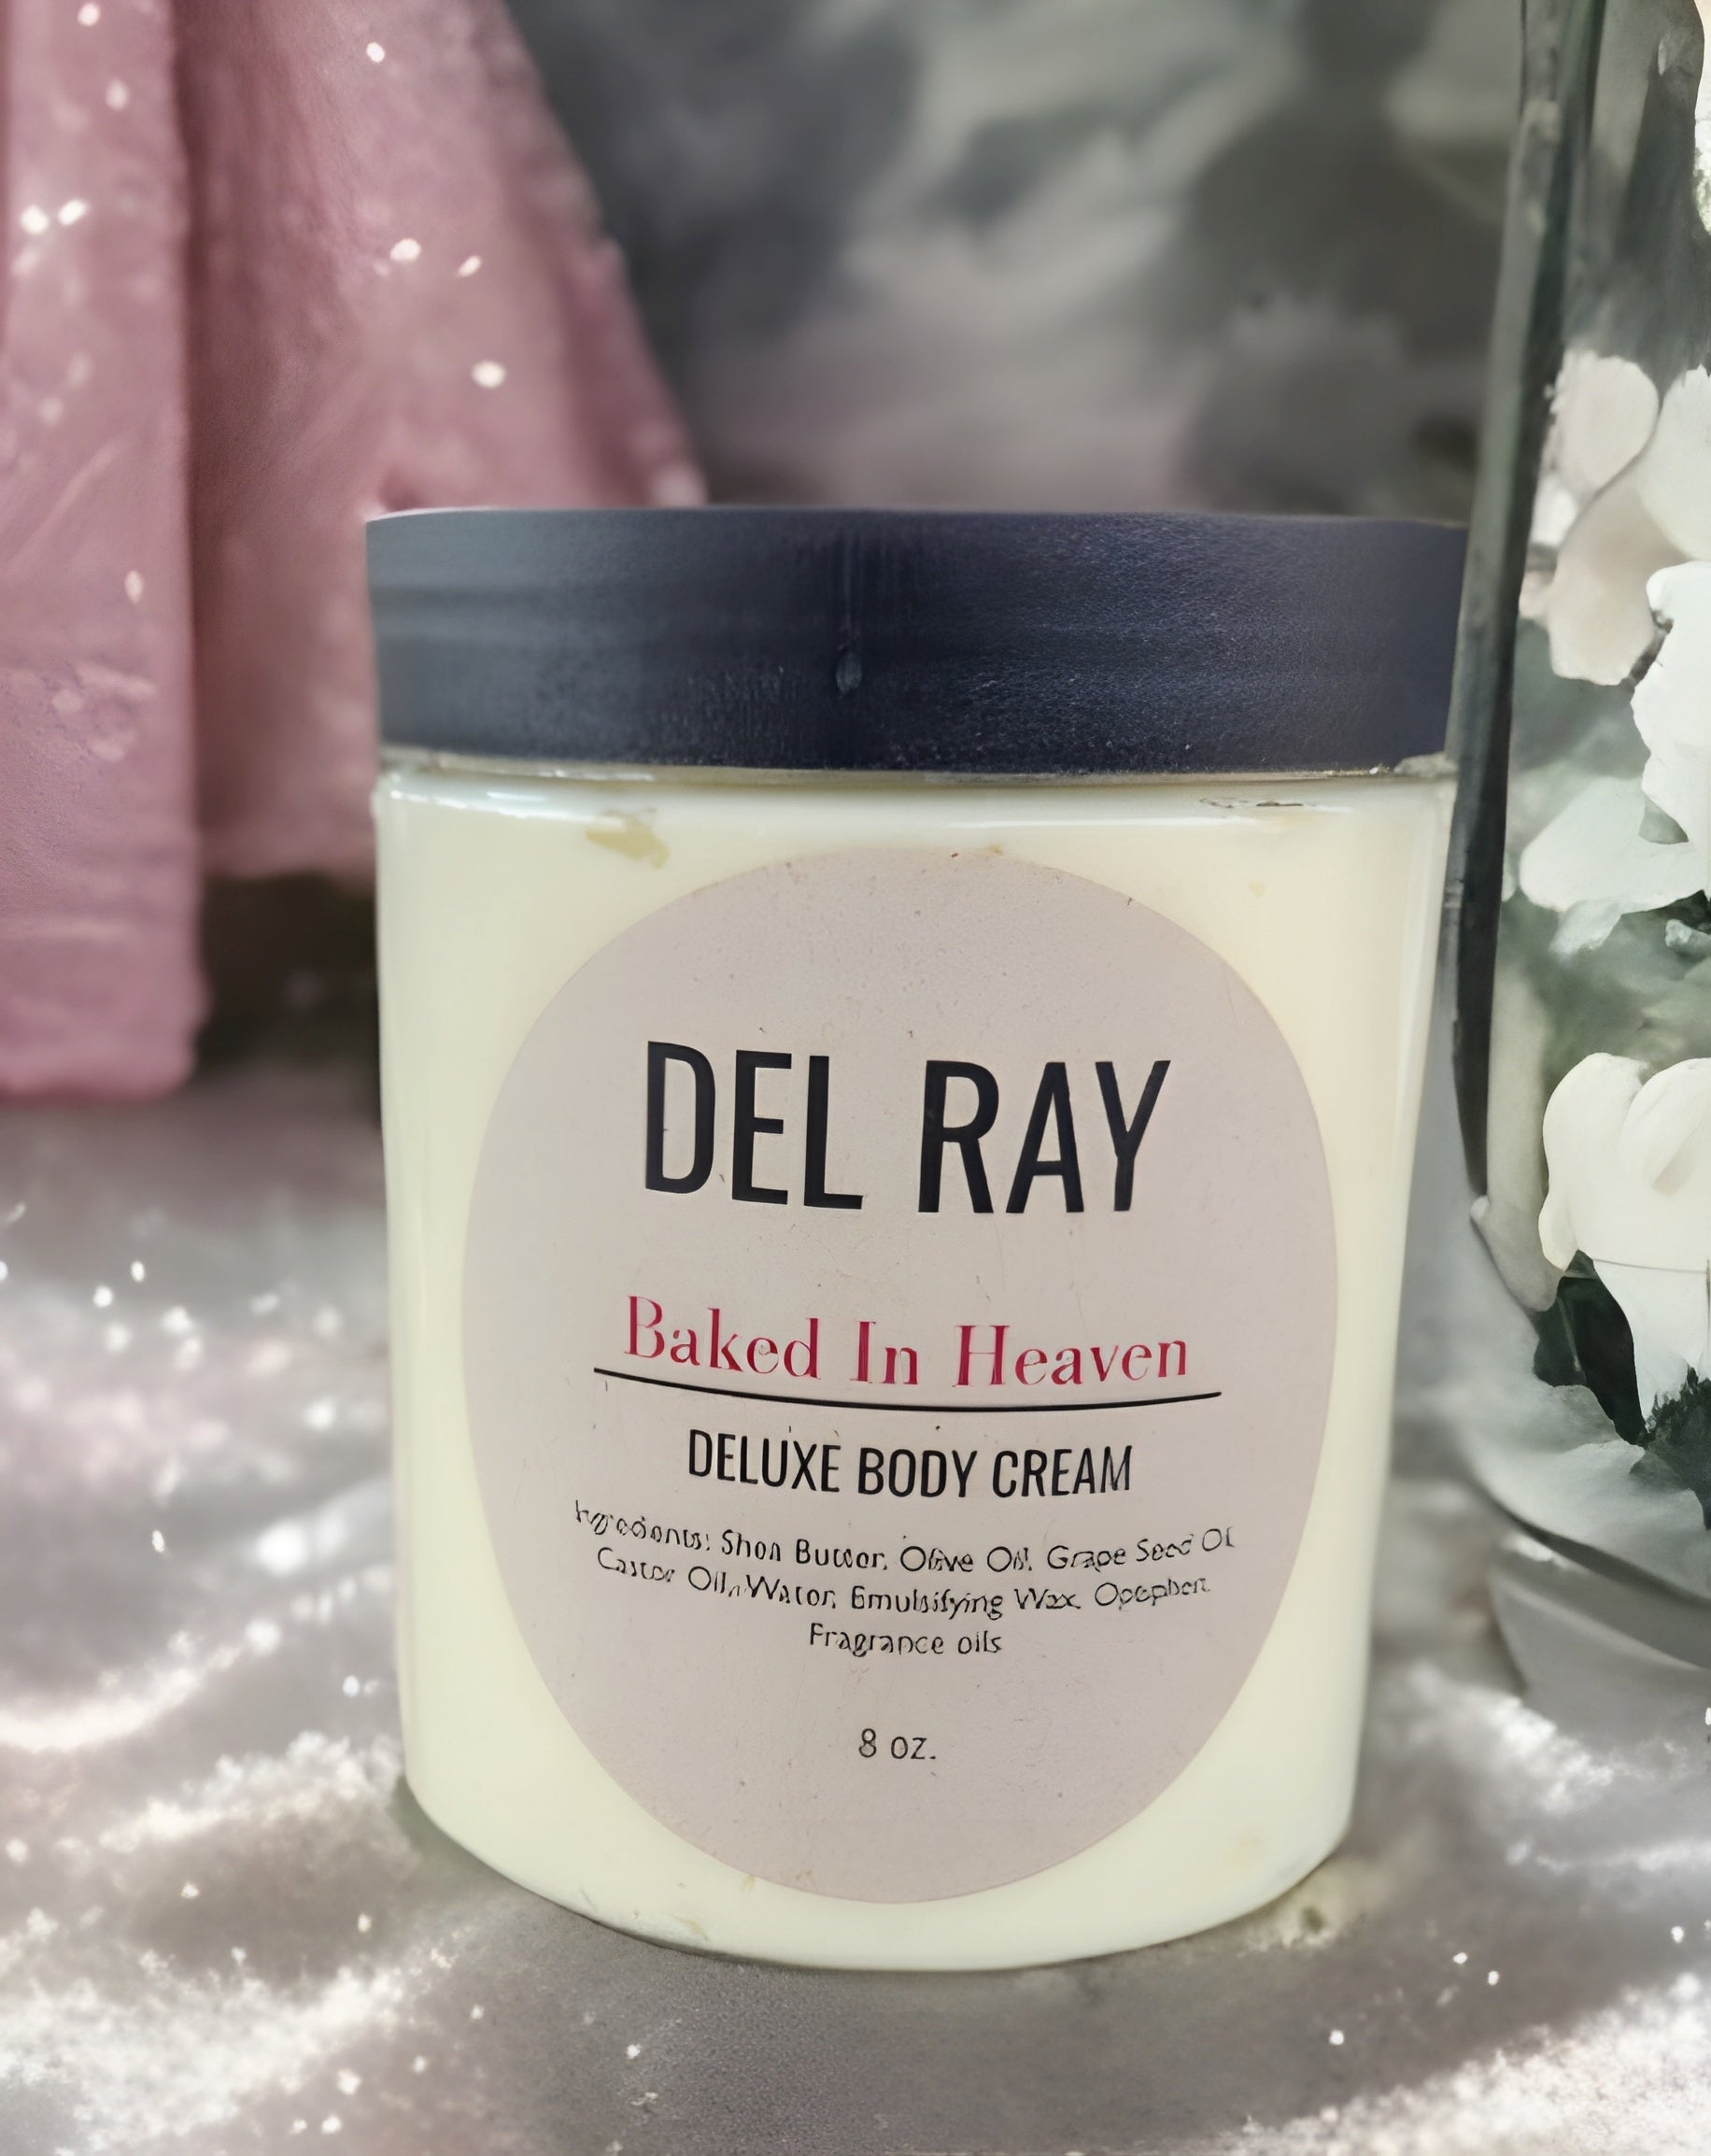 DEL RAY
Baked In Heaven
DELUXE BODY CREAM
Ingredients: Shea Butter, Olive Oil, Grape Seed Oil
Castor Oil, Water, Emulsifying Wax,
Fragrance oils
8 oz.